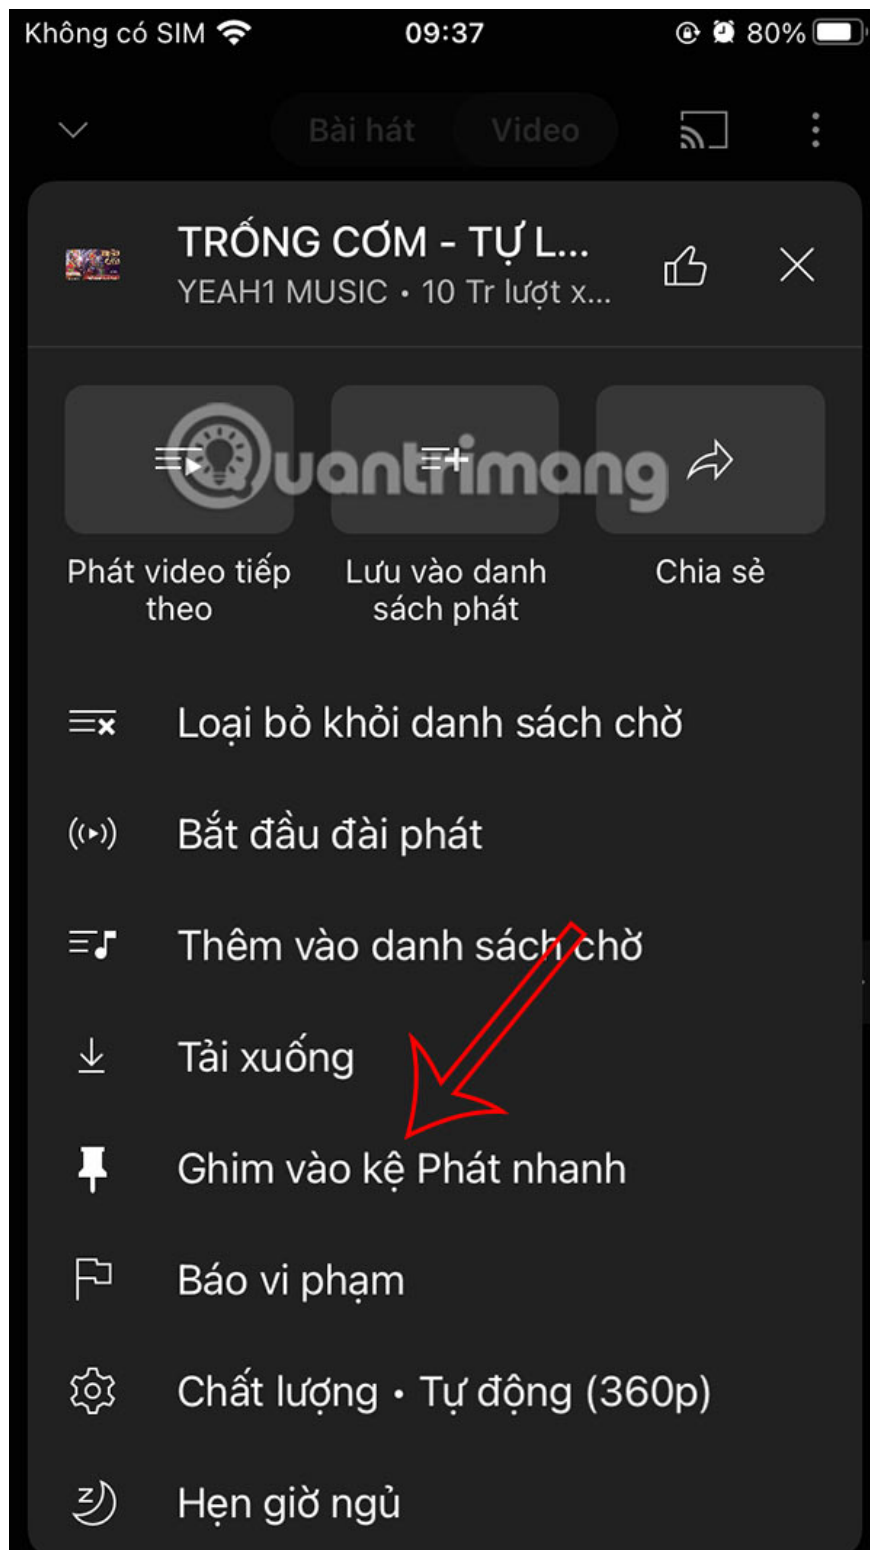 Không có SIM 09:37 80%
Bài hát Video
TRỐNG CƠM - TỰ L...
YEAH1 MUSIC • 10 Tr lượt x...
Quantrimang
Phát video tiếp theo
Lưu vào danh sách phát
Chia sẻ
Loại bỏ khỏi danh sách chờ
Bắt đầu đài phát
Thêm vào danh sách chờ
Tải xuống
Ghim vào kệ Phát nhanh
Báo vi phạm
Chất lượng • Tự động (360p)
Hẹn giờ ngủ